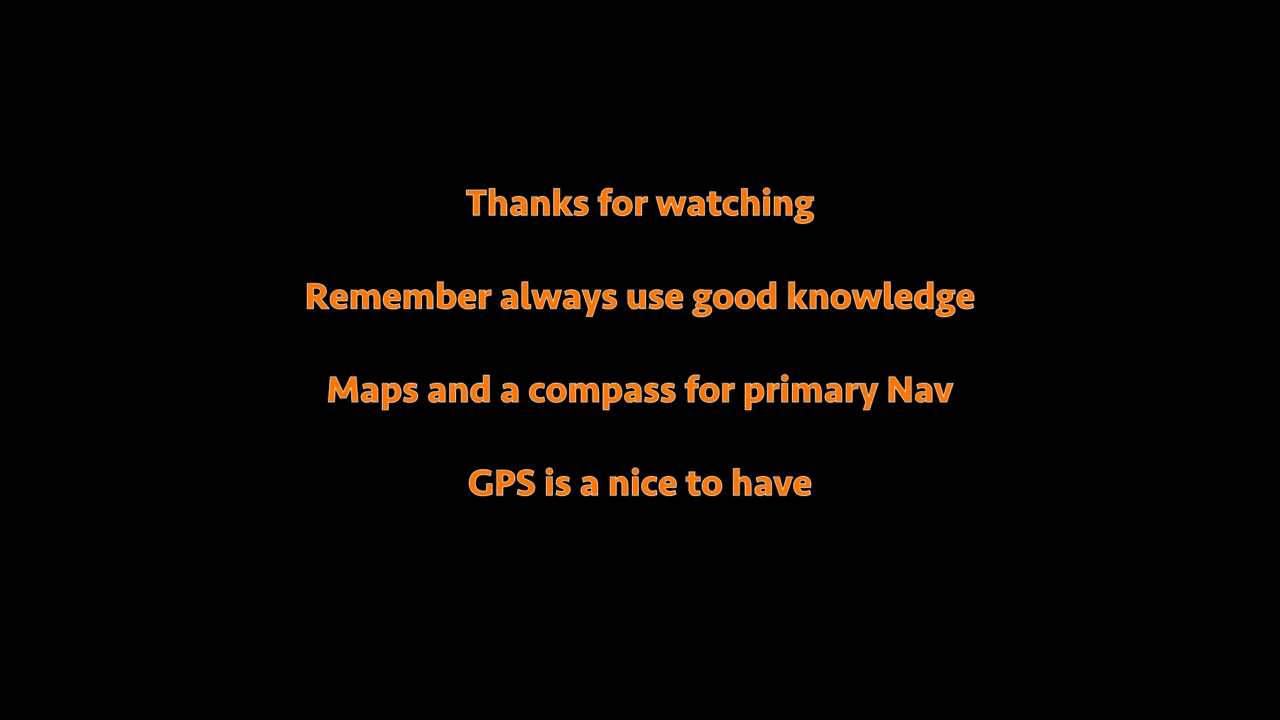 Thanks for watching
Remember always use good knowledge
Maps and a compass for primary Nav
GPS is a nice to have